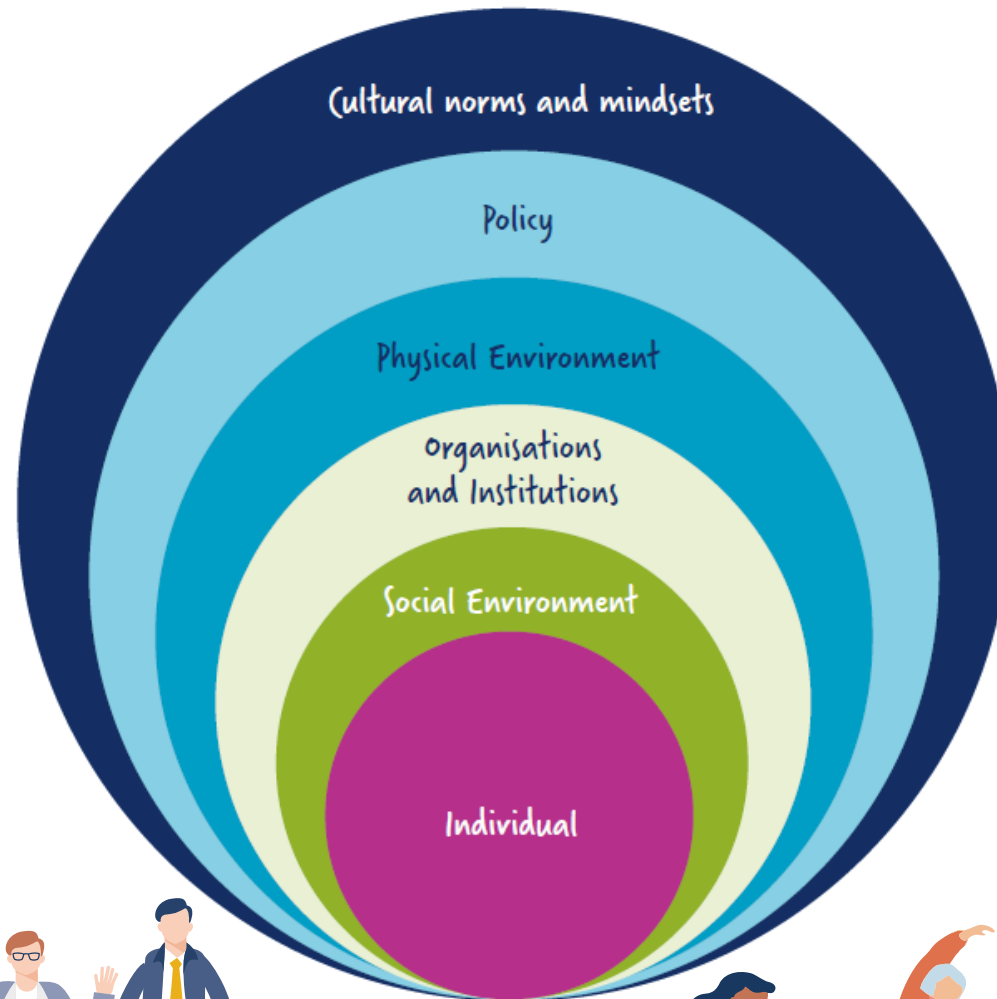 Cultural norms and mindsets
Policy
Physical Environment
Organisations
and Institutions
Social Environment
Individual